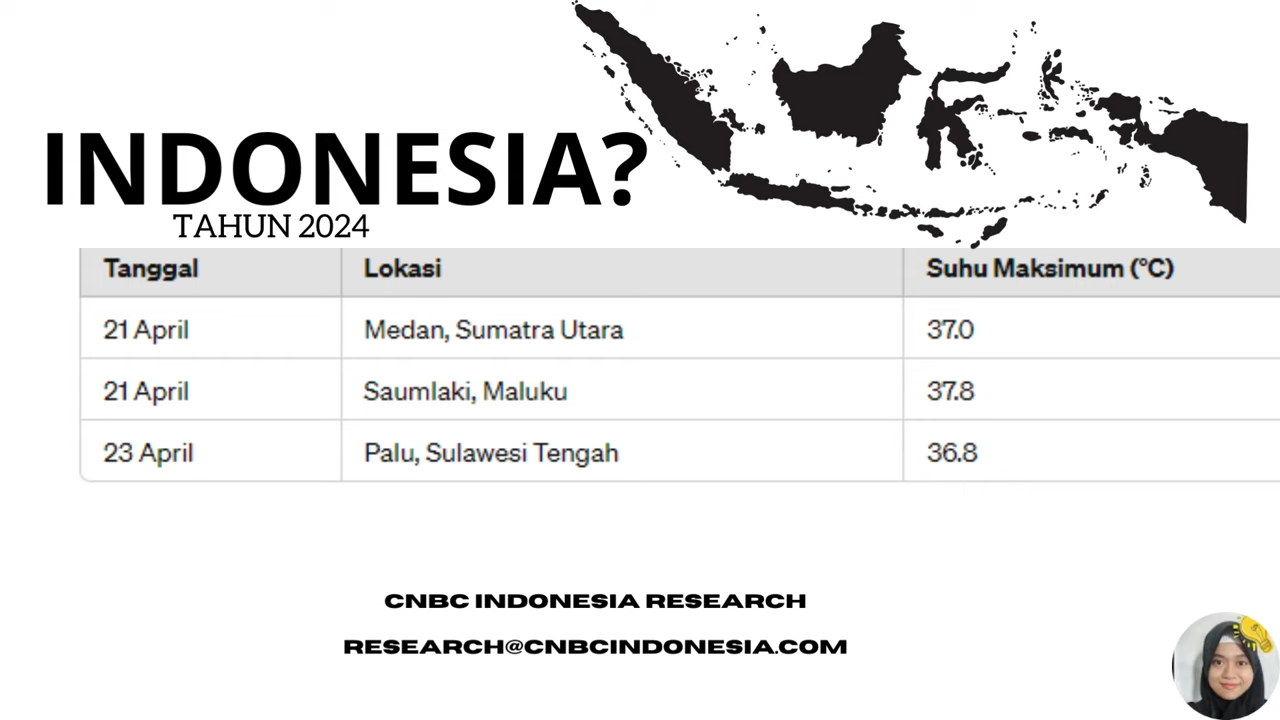 INDONESIA?
TAHUN 2024
Tanggal Lokasi Suhu Maksimum (°C)
21 April Medan, Sumatra Utara 37.0
21 April Saumlaki, Maluku 37.8
23 April Palu, Sulawesi Tengah 36.8
CNBC INDONESIA RESEARCH
RESEARCH@CNBCINDONESIA.COM